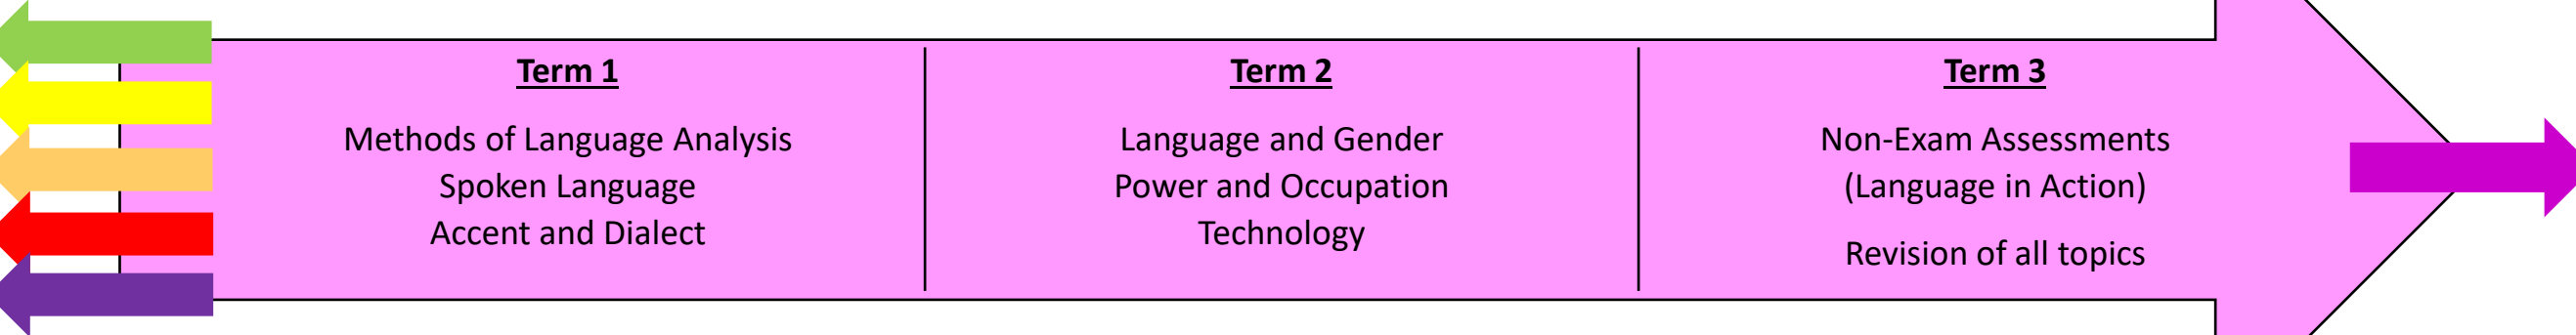 Term 1
Methods of Language Analysis
Spoken Language
Accent and Dialect
Term 2
Language and Gender
Power and Occupation
Technology
Term 3
Non-Exam Assessments
(Language in Action)
Revision of all topics